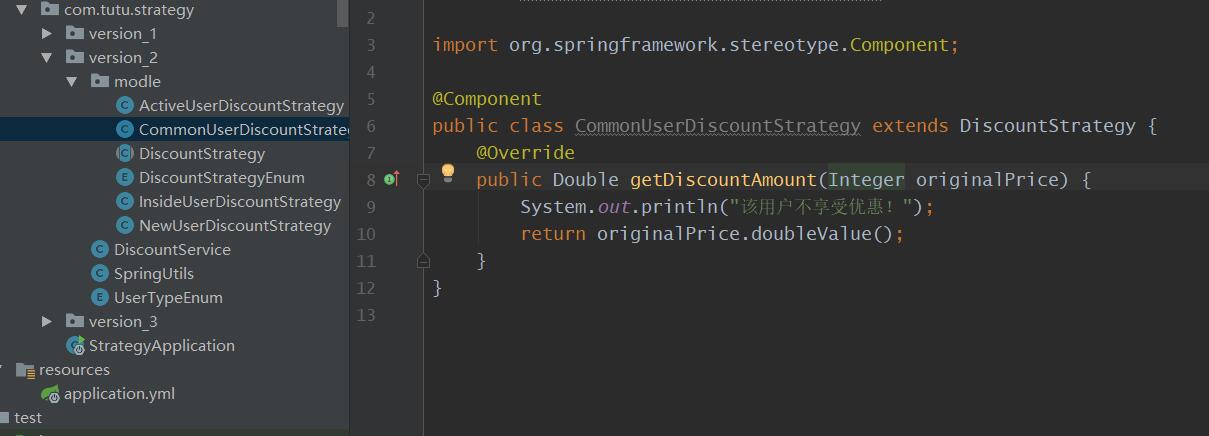 com.tutu.strategy
version_1
version_2
modle
ActiveUserDiscountStrategy
CommonUserDiscountStrate
DiscountStrategy
DiscountStrategyEnum
InsideUserDiscountStrategy
NewUserDiscountStrategy
DiscountService
SpringUtils
UserTypeEnum
version_3
StrategyApplication
resources
application.yml
test
2
3 import org.springframework.stereotype.Component;
4
5 @Component
6 public class CommonUserDiscountStrategy extends DiscountStrategy {
7 @Override
8 public Double getDiscountAmount(Integer originalPrice) {
9 System.out.println("该用户不享受优惠！");
10 return originalPrice.doubleValue();
11 }
12 }
13